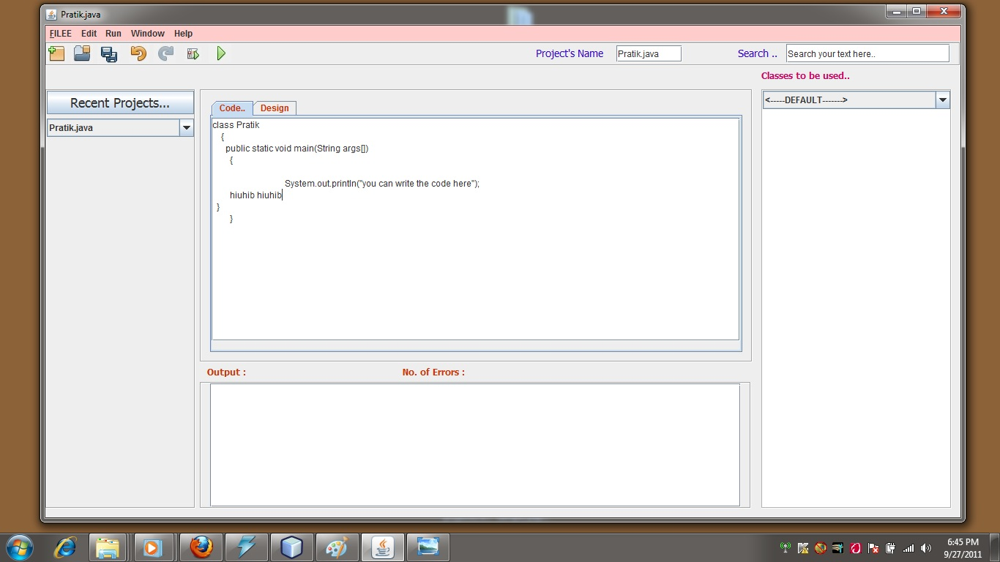 Pratik.java
FILEE Edit Run Window Help
Project's Name Pratik.java Search .. Search your text here..
Classes to be used..
Recent Projects...
Pratik.java
Code.. Design
<-----DEFAULT------->
class Pratik
{
public static void main(String args[])
{
System.out.println("you can write the code here");
hiuhib hiuhib
}
}
Output : No. of Errors :
6:45 PM
9/27/2011